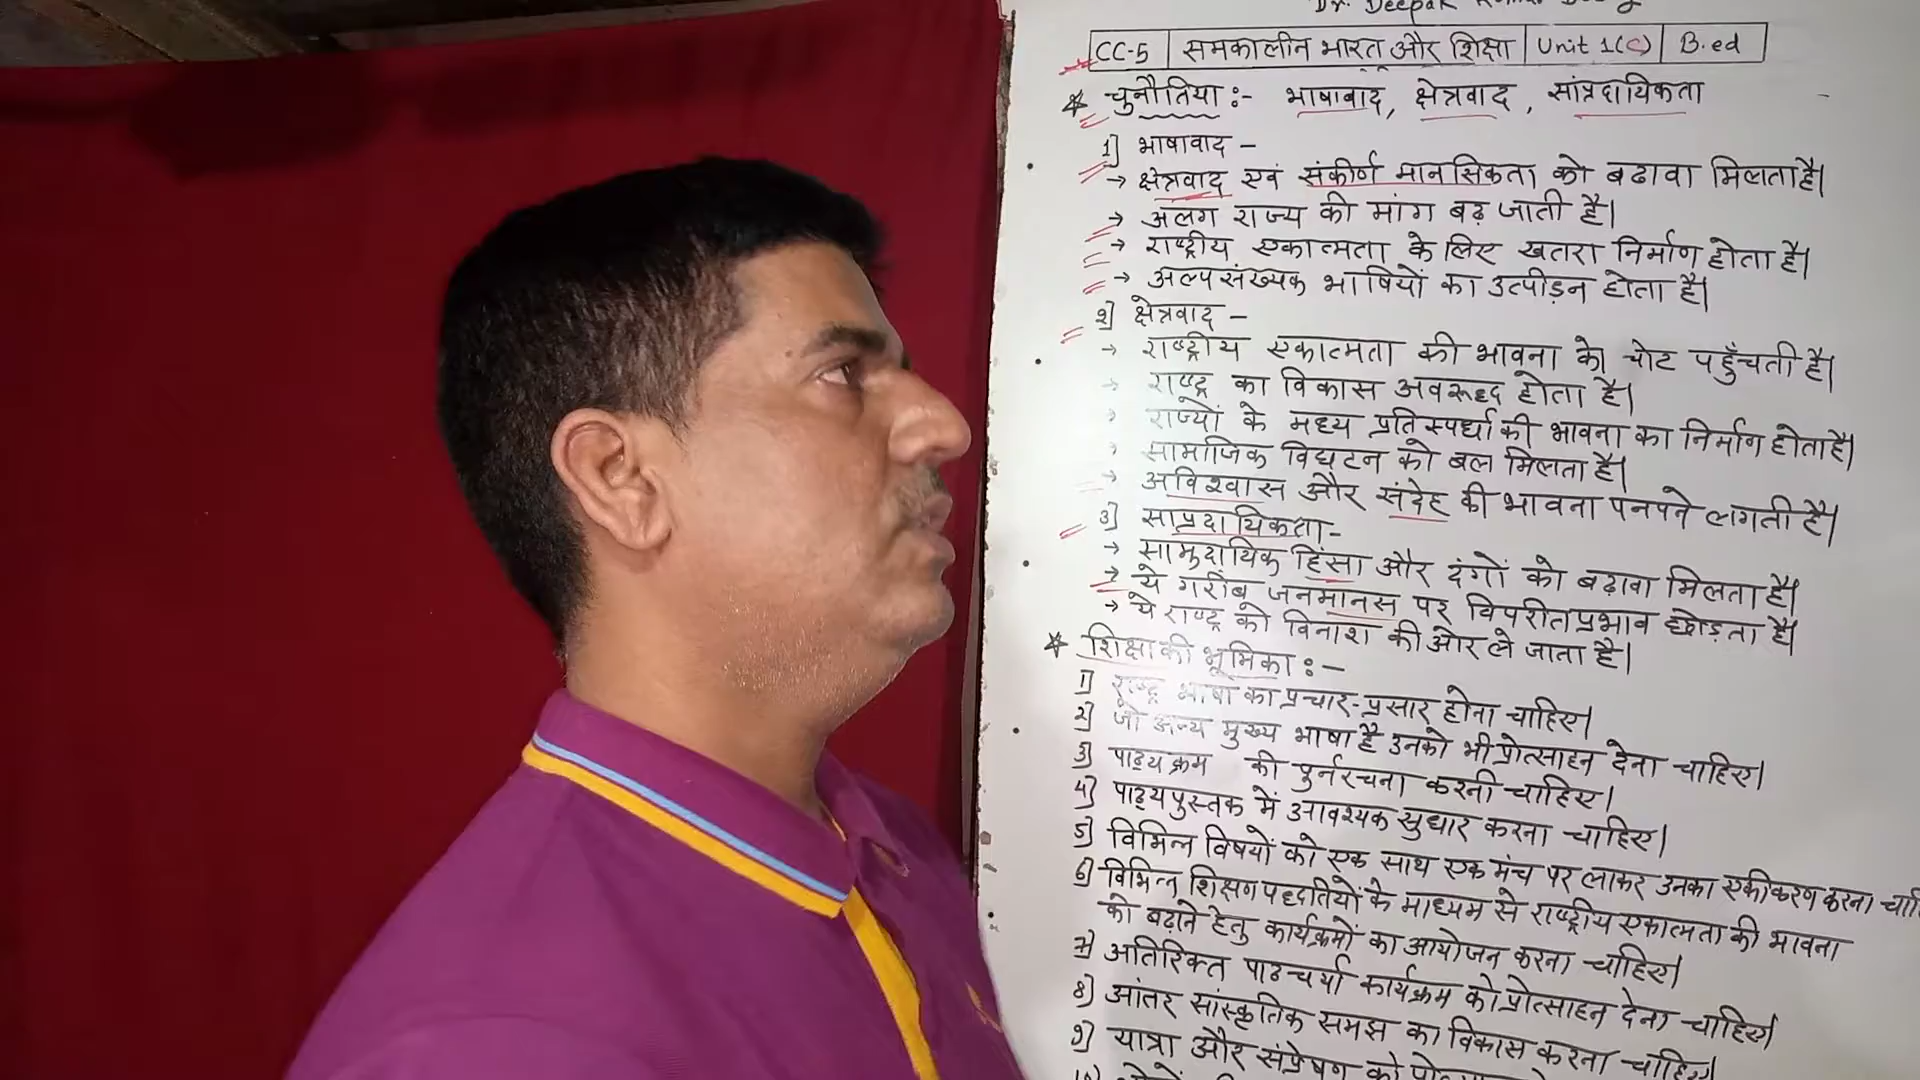 Dr. Deepak
CC-5 | समकालीन भारत और शिक्षा | Unit 1(C) | B.ed
* चुनौतिया :- भाषावाद, क्षेत्रवाद, सांप्रदायिकता
1] भाषावाद -
→ क्षेत्रवाद एवं संकीर्ण मानसिकता को बढावा मिलता है।
→ अलग राज्य की मांग बढ़ जाती है।
→ राष्ट्रीय एकात्मता के लिए खतरा निर्माण होता है।
→ अल्पसंख्यक भाषियों का उत्पीड़न होता है।
2] क्षेत्रवाद -
→ राष्ट्रीय एकात्मता की भावना को चोट पहुँचती है।
→ राष्ट्र का विकास अवरूध्द होता है।
→ राज्यों के मध्य प्रतिस्पर्धा की भावना का निर्माण होता है।
→ सामाजिक विघटन को बल मिलता है।
→ अविश्वास और संदेह की भावना पनपने लगती है।
3] साप्रदायिकता -
→ सामुदायिक हिंसा और दंगों को बढ़ावा मिलता है।
→ ये गरीब जनमानस पर विपरीत प्रभाव छोड़ता है।
→ ये राष्ट्र को विनाश की ओर ले जाता है।
* शिक्षा की भूमिका :-
1] राष्ट्र भाषा का प्रचार-प्रसार होना चाहिए।
2] जो अन्य मुख्य भाषा है उनको भी प्रोत्साहन देना चाहिए।
3] पाठ्यक्रम की पुर्नरचना करनी चाहिए।
4] पाठ्यपुस्तक में आवश्यक सुधार करना चाहिए।
5] विभिन्न विषयों को एक साथ एक मंच पर लाकर उनका एकीकरण करना
6] विभिन्न शिक्षण पध्दतियों के माध्यम से राष्ट्रीय एकात्मता की भावना
को बढ़ाने हेतु कार्यक्रमों का आयोजन करना चाहिए।
7] अतिरिक्त पाठचर्या कार्यक्रम को प्रोत्साहन देना चाहिए।
8] आंतर सांस्कृतिक समझ का विकास करना चाहिए।
9] यात्रा और संप्रेषण को